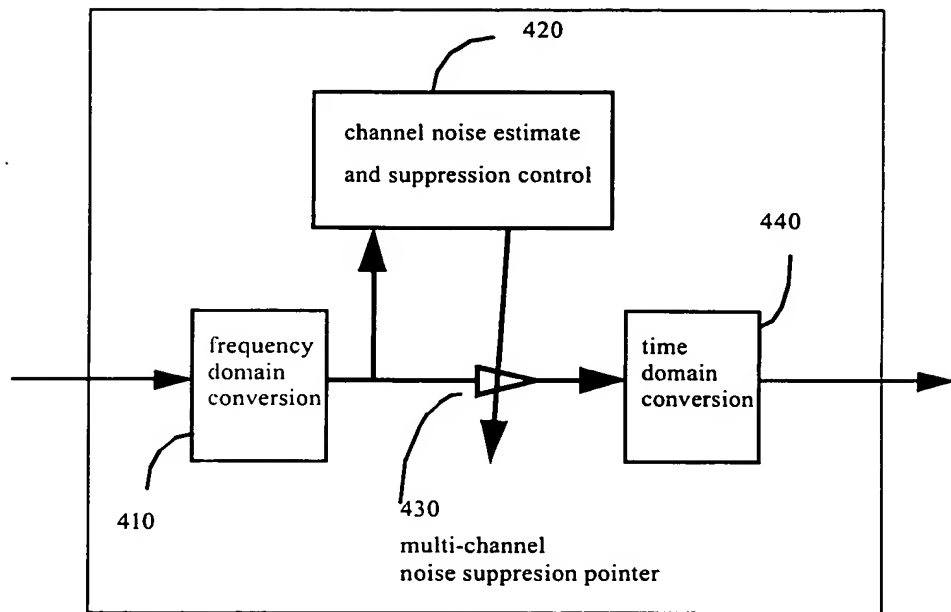 420
channel noise estimate
and suppression control
440
frequency
domain
conversion
time
domain
conversion
410
430
multi-channel
noise suppresion pointer